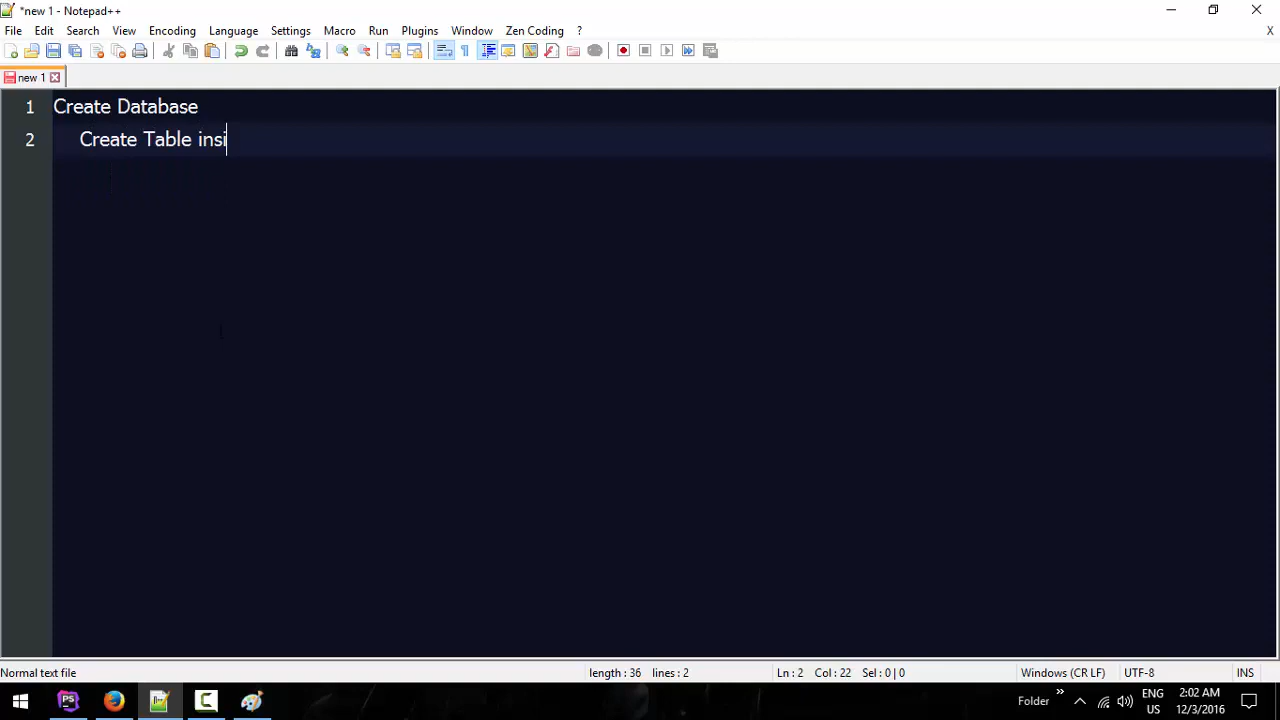 *new 1 - Notepad++
File Edit Search View Encoding Language Settings Macro Run Plugins Window Zen Coding ? X
new 1
1 Create Database
2 Create Table insi
Normal text file length : 36 lines : 2 Ln : 2 Col : 22 Sel : 0 | 0 Windows (CR LF) UTF-8 INS
Folder ENG 2:02 AM
US 12/3/2016